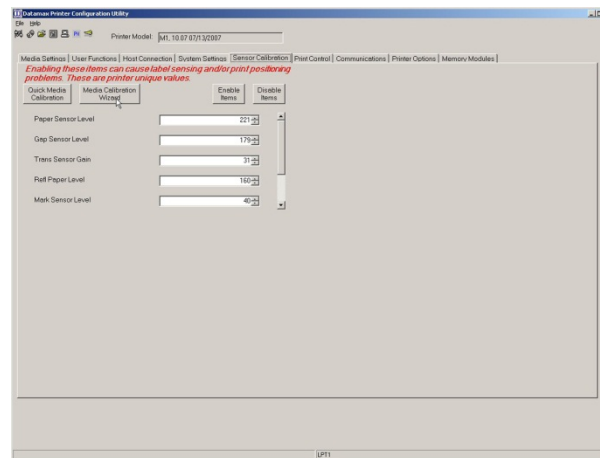 Datamax Printer Configuration Utility
File Help
Printer Model: M1, 10.07 07/13/2007
Media Settings User Functions Host Connection System Settings Sensor Calibration Print Control Communications Printer Options Memory Modules
Enabling these items can cause label sensing and/or print positioning
problems. These are printer unique values.
Quick Media Calibration
Media Calibration Wizard
Enable Items
Disable Items
Paper Sensor Level 221
Gap Sensor Level 179
Trans Sensor Gain 31
Refl Paper Level 160
Mark Sensor Level 40
LPT1